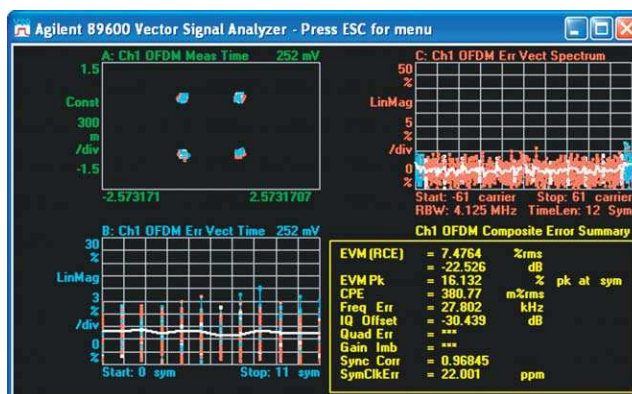 Agilent 89600 Vector Signal Analyzer - Press ESC for menu
A: Ch1 OFDM Meas Time 252 mV
1.5
Const
300
m
/div
-1.5
-2.573171 2.5731707
C: Ch1 OFDM Err Vect Spectrum
50
%
LinMag
5
%
/div
0
%
Start: -61 carrier Stop: 61 carrier
RBW: 4.125 MHz TimeLen: 12 Sym
B: Ch1 OFDM Err Vect Time 252 mV
30
%
LinMag
3
%
/div
0
%
Start: 0 sym Stop: 11 sym
Ch1 OFDM Composite Error Summary
EVM(RCE) = 7.4764 %rms
= -22.526 dB
EVM Pk = 16.132 % pk at sym
CPE = 380.77 m%rms
Freq Err = 27.802 kHz
IQ Offset = -30.439 dB
Quad Err = ***
Gain Imb = ***
Sync Corr = 0.96845
SymClkErr = 22.001 ppm